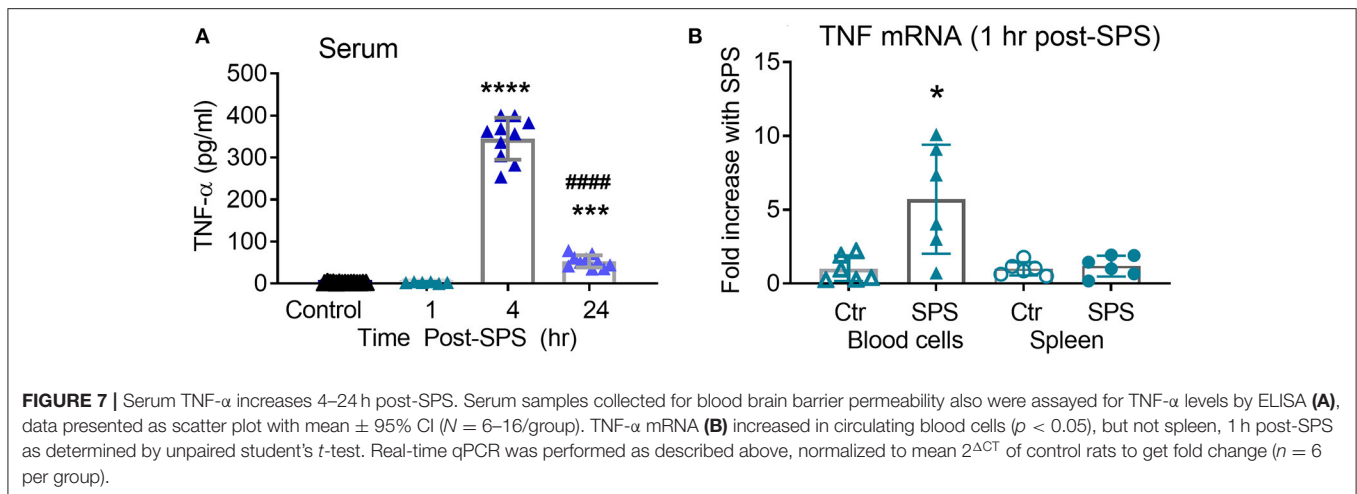 A
Serum
500
400
300
200
100
0
TNF-α (pg/ml)
****
####
***
Control
1
4
24
Time Post-SPS (hr)
B
TNF mRNA (1 hr post-SPS)
15
10
5
0
Fold increase with SPS
*
Ctr
SPS
Ctr
SPS
Blood cells
Spleen
FIGURE 7 | Serum TNF-α increases 4–24 h post-SPS. Serum samples collected for blood brain barrier permeability also were assayed for TNF-α levels by ELISA (A),
data presented as scatter plot with mean ± 95% CI (N = 6–16/group). TNF-α mRNA (B) increased in circulating blood cells (p < 0.05), but not spleen, 1 h post-SPS
as determined by unpaired student's t-test. Real-time qPCR was performed as described above, normalized to mean 2^ΔCT of control rats to get fold change (n = 6
per group).